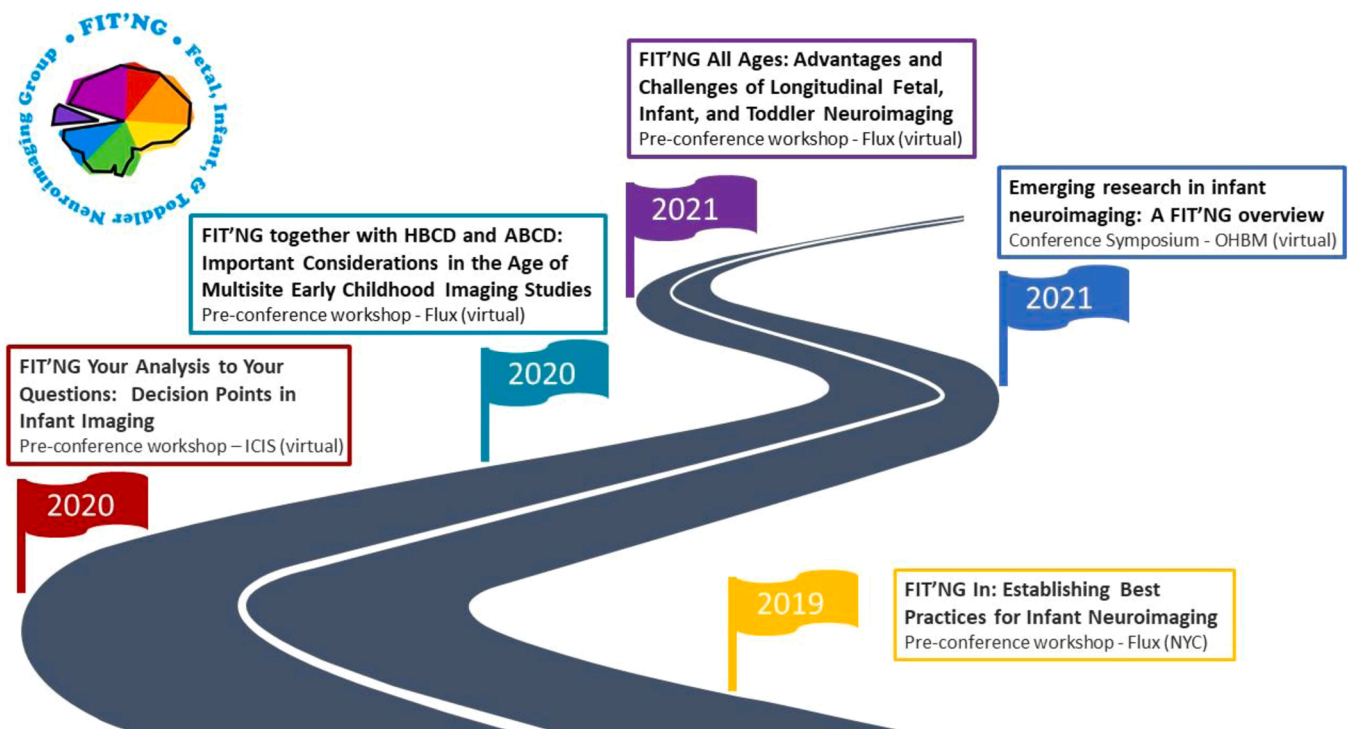 FIT'NG • Fetal, Infant, & Toddler Neuroimaging Group •
FIT'NG All Ages: Advantages and
Challenges of Longitudinal Fetal,
Infant, and Toddler Neuroimaging
Pre-conference workshop - Flux (virtual)
2021
Emerging research in infant
neuroimaging: A FIT'NG overview
Conference Symposium - OHBM (virtual)
2021
FIT'NG together with HBCD and ABCD:
Important Considerations in the Age of
Multisite Early Childhood Imaging Studies
Pre-conference workshop - Flux (virtual)
2020
FIT'NG Your Analysis to Your
Questions: Decision Points in
Infant Imaging
Pre-conference workshop – ICIS (virtual)
2020
2019
FIT'NG In: Establishing Best
Practices for Infant Neuroimaging
Pre-conference workshop - Flux (NYC)